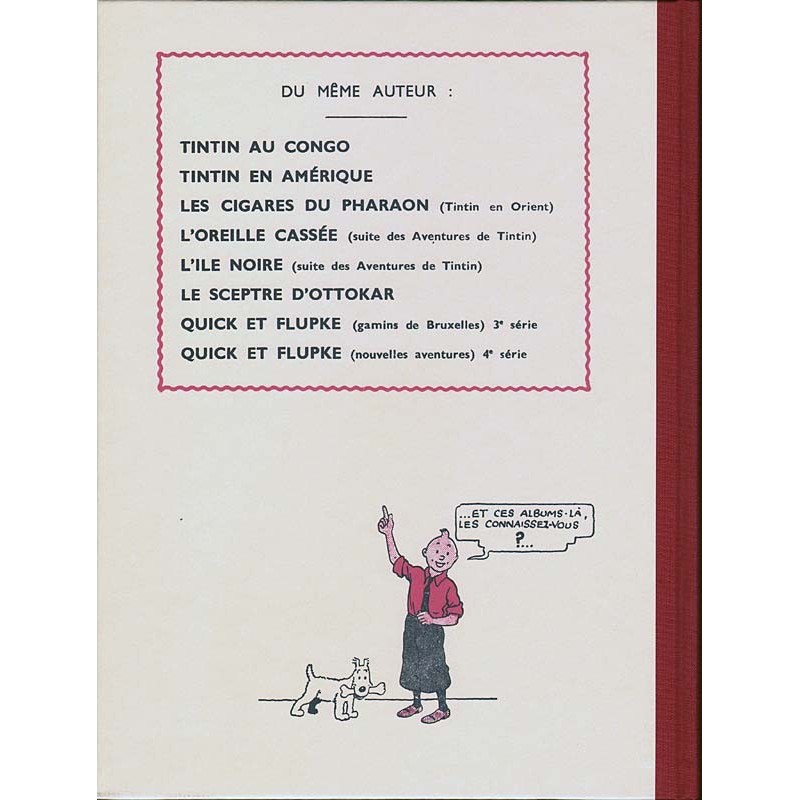 DU MÊME AUTEUR :
TINTIN AU CONGO
TINTIN EN AMÉRIQUE
LES CIGARES DU PHARAON (Tintin en Orient)
L'OREILLE CASSÉE (suite des Aventures de Tintin)
L'ILE NOIRE (suite des Aventures de Tintin)
LE SCEPTRE D'OTTOKAR
QUICK ET FLUPKE (gamins de Bruxelles) 3e série
QUICK ET FLUPKE (nouvelles aventures) 4e série
...ET CES ALBUMS-LÀ,
LES CONNAISSEZ-VOUS
?...